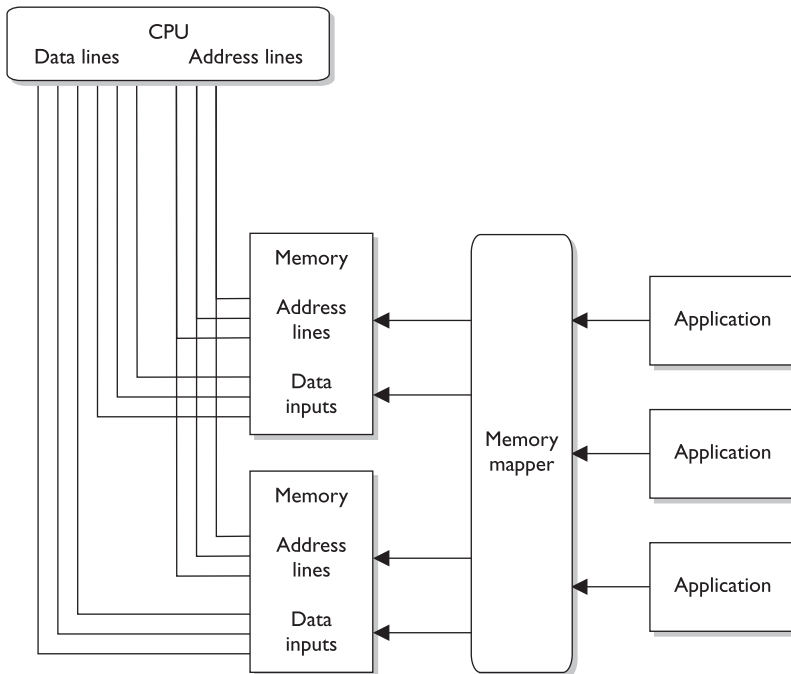 CPU
Data lines Address lines
Memory
Address
lines
Data
inputs
Memory
Address
lines
Data
inputs
Memory
mapper
Application
Application
Application